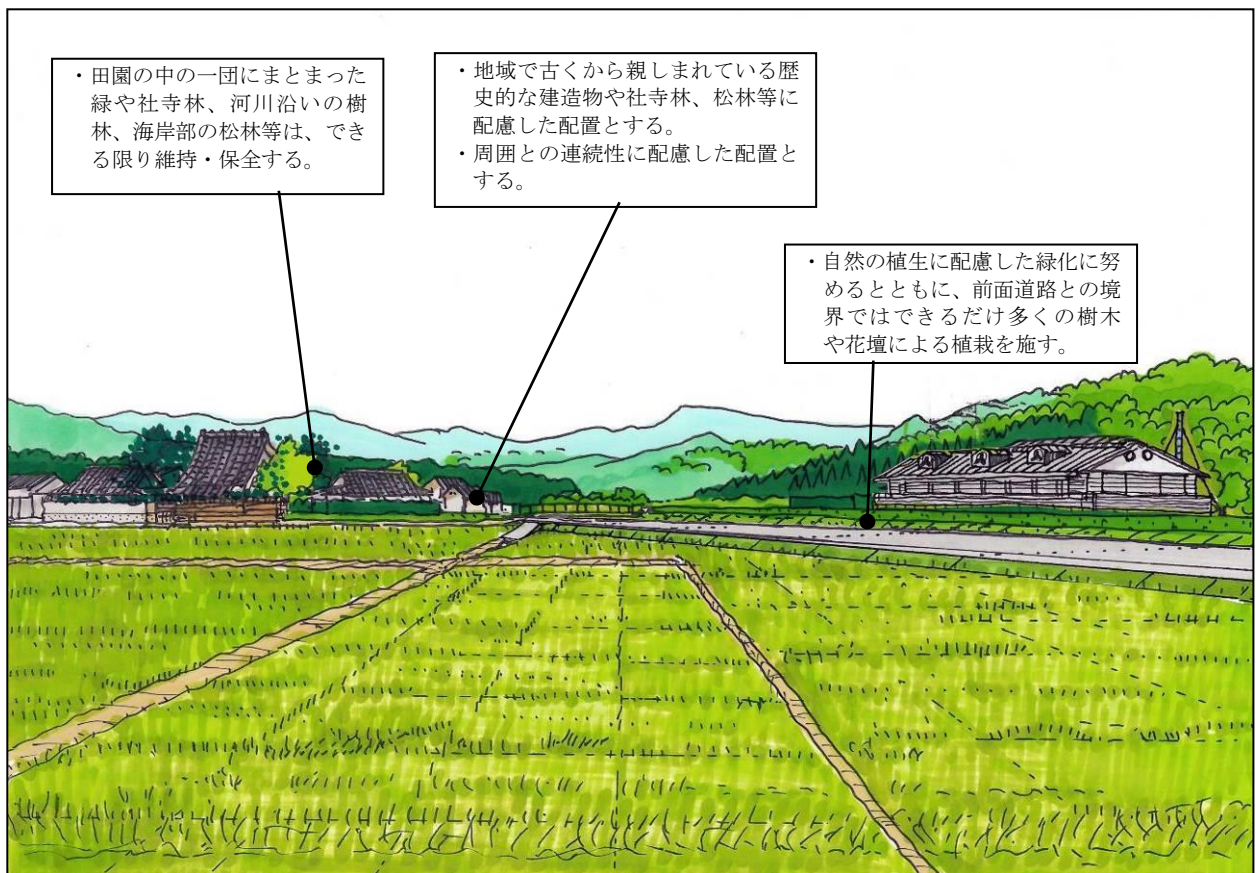 ・田園の中の一団にまとまった
緑や社寺林、河川沿いの樹
林、海岸部の松林等は、でき
る限り維持・保全する。
・地域で古くから親しまれている歴
史的な建造物や社寺林、松林等に
配慮した配置とする。
・周囲との連続性に配慮した配置と
する。
・自然の植生に配慮した緑化に努
めるとともに、前面道路との境
界ではできるだけ多くの樹木
や花壇による植栽を施す。